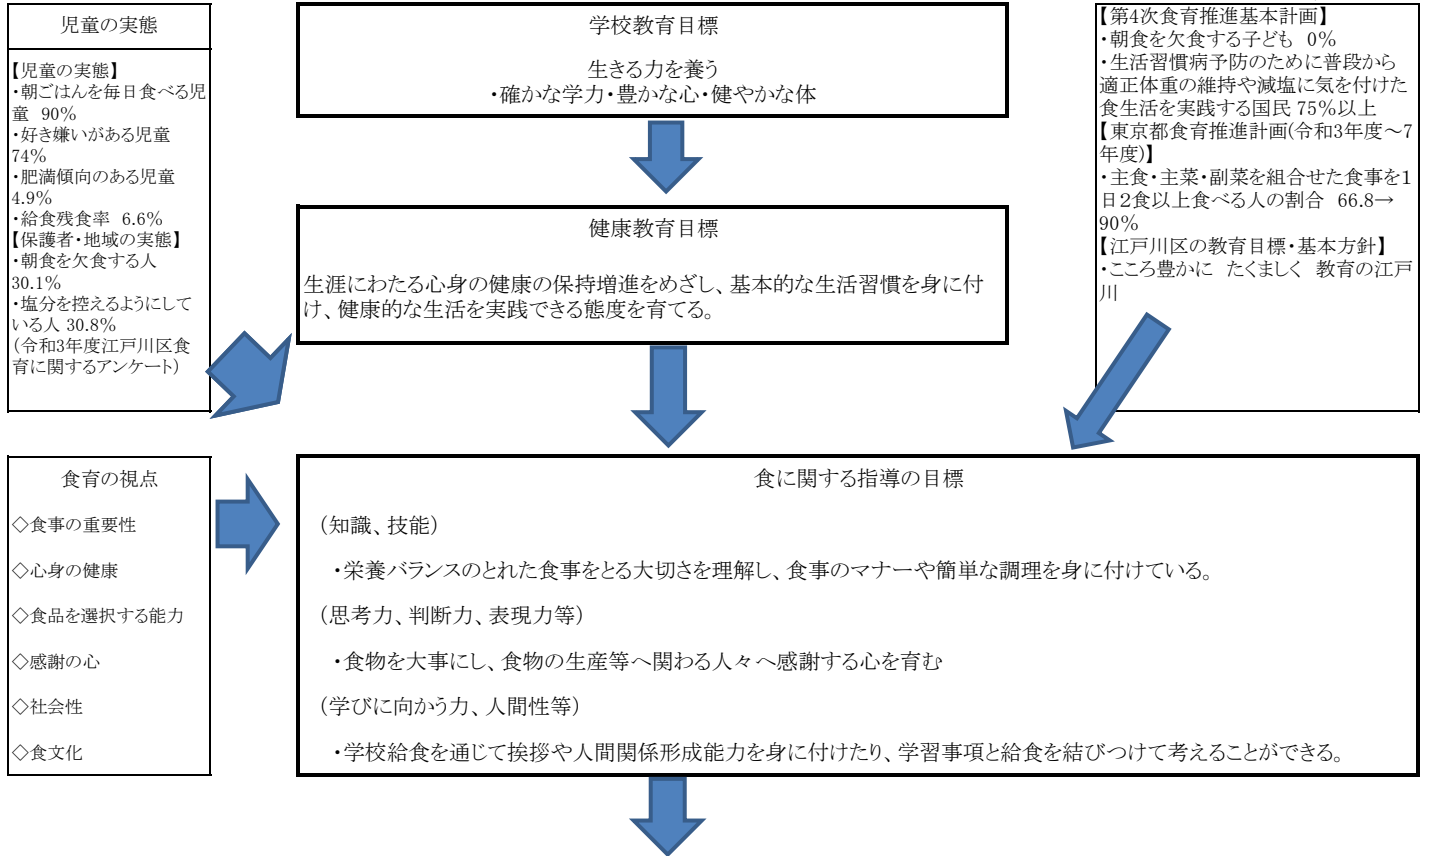 児童の実態
【児童の実態】
・朝ごはんを毎日食べる児
童 90%
・好き嫌いがある児童
74%
・肥満傾向のある児童
4.9%
・給食残食率 6.6%
【保護者・地域の実態】
・朝食を欠食する人
30.1%
・塩分を控えるようにして
いる人 30.8%
（令和3年度江戸川区食
育に関するアンケート）
学校教育目標
生きる力を養う
・確かな学力・豊かな心・健やかな体
健康教育目標
生涯にわたる心身の健康の保持増進をめざし、基本的な生活習慣を身に付
け、健康的な生活を実践できる態度を育てる。
【第4次食育推進基本計画】
・朝食を欠食する子ども 0%
・生活習慣病予防のために普段から
適正体重の維持や減塩に気を付けた
食生活を実践する国民 75%以上
【東京都食育推進計画(令和3年度～7
年度)】
・主食・主菜・副菜を組合せた食事を1
日２食以上食べる人の割合 66.8→
90%
【江戸川区の教育目標・基本方針】
・こころ豊かに たくましく 教育の江戸
川
食育の視点
◇食事の重要性
◇心身の健康
◇食品を選択する能力
◇感謝の心
◇社会性
◇食文化
食に関する指導の目標
（知識、技能）
・栄養バランスのとれた食事をとる大切さを理解し、食事のマナーや簡単な調理を身に付けている。
（思考力、判断力、表現力等）
・食物を大事にし、食物の生産等へ関わる人々へ感謝する心を育む
（学びに向かう力、人間性等）
・学校給食を通じて挨拶や人間関係形成能力を身に付けたり、学習事項と給食を結びつけて考えることができる。